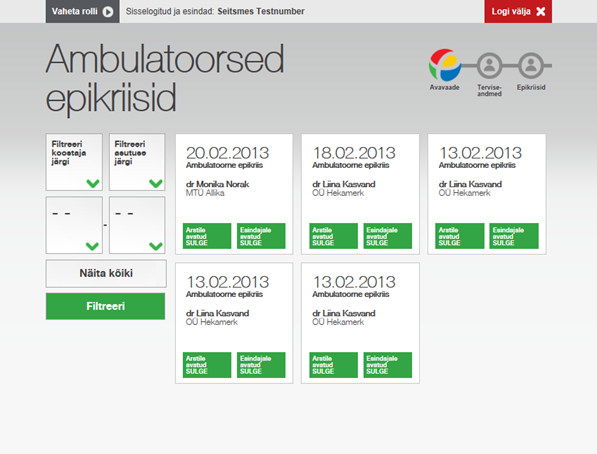 Vaheta rolli
Sisselogitud ja esindad: Seitsmes Testnumber
Logi välja
Ambulatoorsed
epikriisid
Avavaade
Tervise-
andmed
Epikriisid
Filtreeri
koostaja
järgi
Filtreeri
asutuse
järgi
- -
-
- -
Näita kõiki
Filtreeri
20.02.2013
Ambulatoorne epikriis
dr Monika Norak
MTÜ Allika
Arstile
avatud
SULGE
Esindajale
avatud
SULGE
18.02.2013
Ambulatoorne epikriis
dr Liina Kasvand
OÜ Hekamerk
Arstile
avatud
SULGE
Esindajale
avatud
SULGE
13.02.2013
Ambulatoorne epikriis
dr Liina Kasvand
OÜ Hekamerk
Arstile
avatud
SULGE
Esindajale
avatud
SULGE
13.02.2013
Ambulatoorne epikriis
dr Liina Kasvand
OÜ Hekamerk
Arstile
avatud
SULGE
Esindajale
avatud
SULGE
13.02.2013
Ambulatoorne epikriis
dr Liina Kasvand
OÜ Hekamerk
Arstile
avatud
SULGE
Esindajale
avatud
SULGE